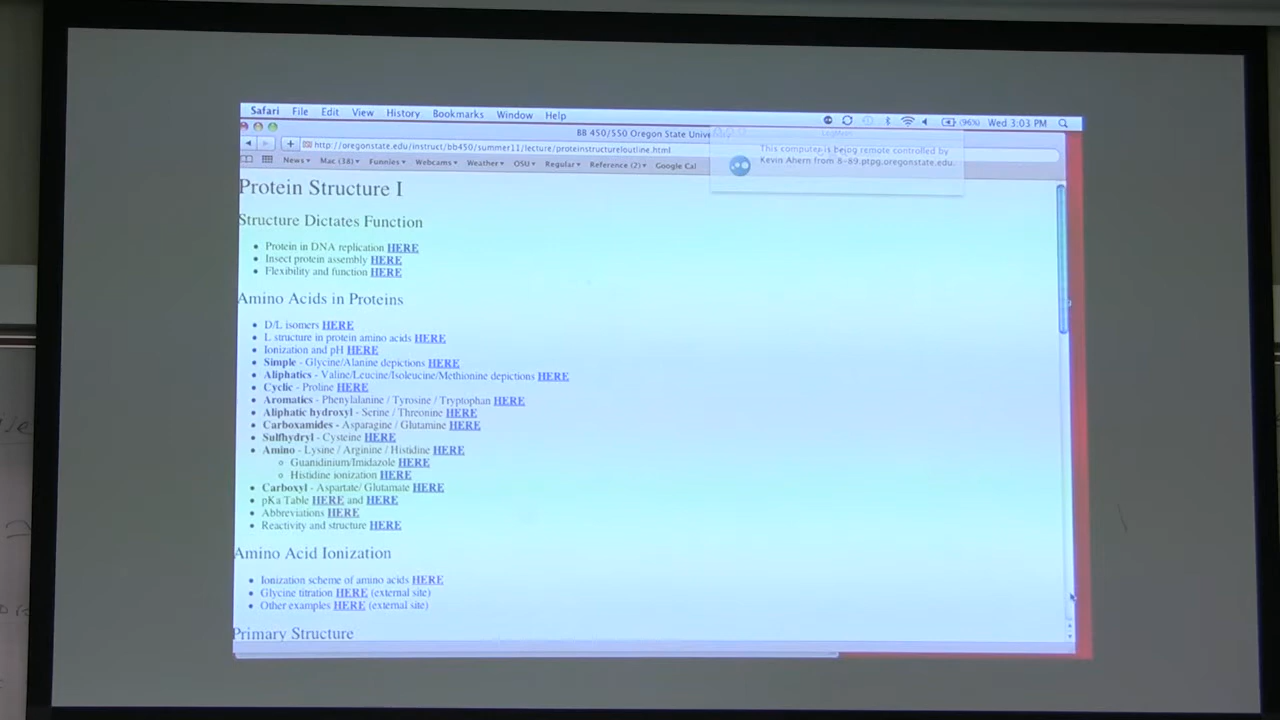 Safari File Edit View History Bookmarks Window Help
(96%) Wed 3:03 PM
BB 450/550 Oregon State Unive
http://oregonstate.edu/instruct/bb450/summer11/lecture/proteinstructureloutline.html
News Mac (38) Funnies Webcams Weather OSU Regular Reference (2) Google Cal
LogMeIn
This computer is being remote controlled by
Kevin Ahern from 8-89.ptpg.oregonstate.edu.
Protein Structure I
Structure Dictates Function
• Protein in DNA replication HERE
• Insect protein assembly HERE
• Flexibility and function HERE
Amino Acids in Proteins
• D/L isomers HERE
• L structure in protein amino acids HERE
• Ionization and pH HERE
• Simple - Glycine/Alanine depictions HERE
• Aliphatics - Valine/Leucine/Isoleucine/Methionine depictions HERE
• Cyclic - Proline HERE
• Aromatics - Phenylalanine / Tyrosine / Tryptophan HERE
• Aliphatic hydroxyl - Serine / Threonine HERE
• Carboxamides - Asparagine / Glutamine HERE
• Sulfhydryl - Cysteine HERE
• Amino - Lysine / Arginine / Histidine HERE
○ Guanidinium/Imidazole HERE
○ Histidine ionization HERE
• Carboxyl - Aspartate/ Glutamate HERE
• pKa Table HERE and HERE
• Abbreviations HERE
• Reactivity and structure HERE
Amino Acid Ionization
• Ionization scheme of amino acids HERE
• Glycine titration HERE (external site)
• Other examples HERE (external site)
Primary Structure